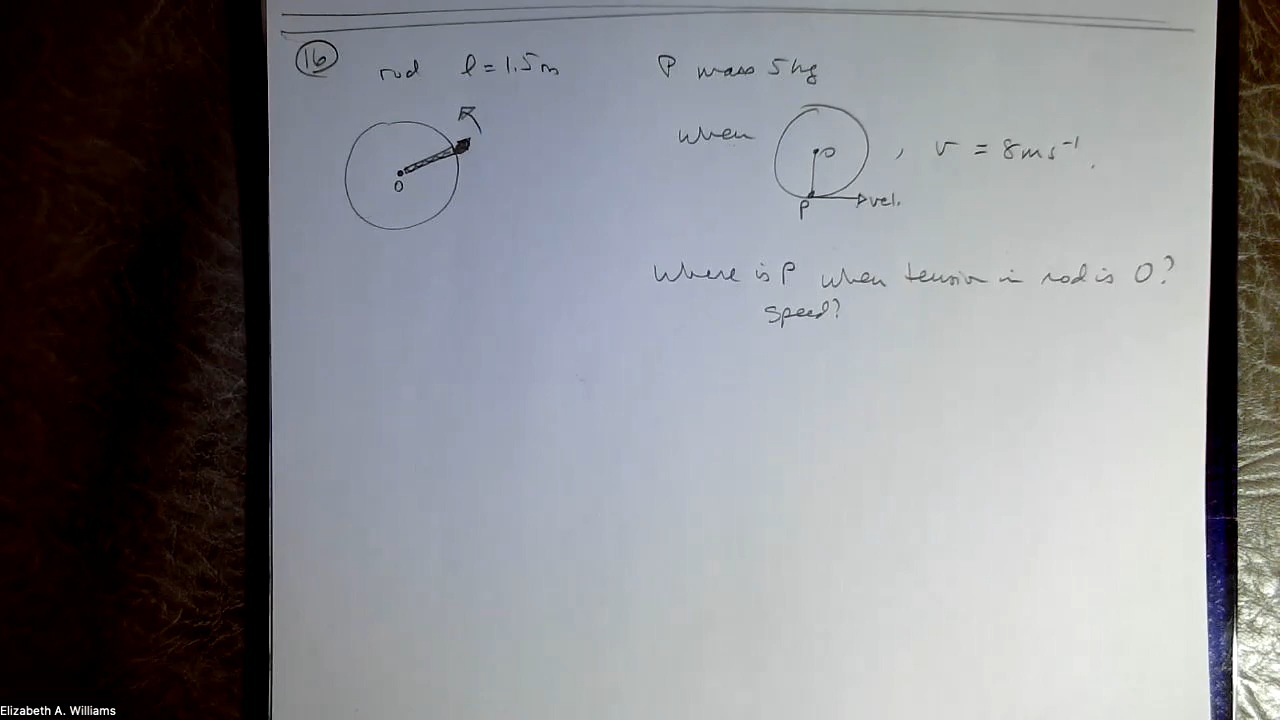 16
rod l = 1.5m
P mass 5kg
O
when
O
P
vel.
, v = 8ms⁻¹.
Where is P when tension in rod is 0?
speed?
Elizabeth A. Williams